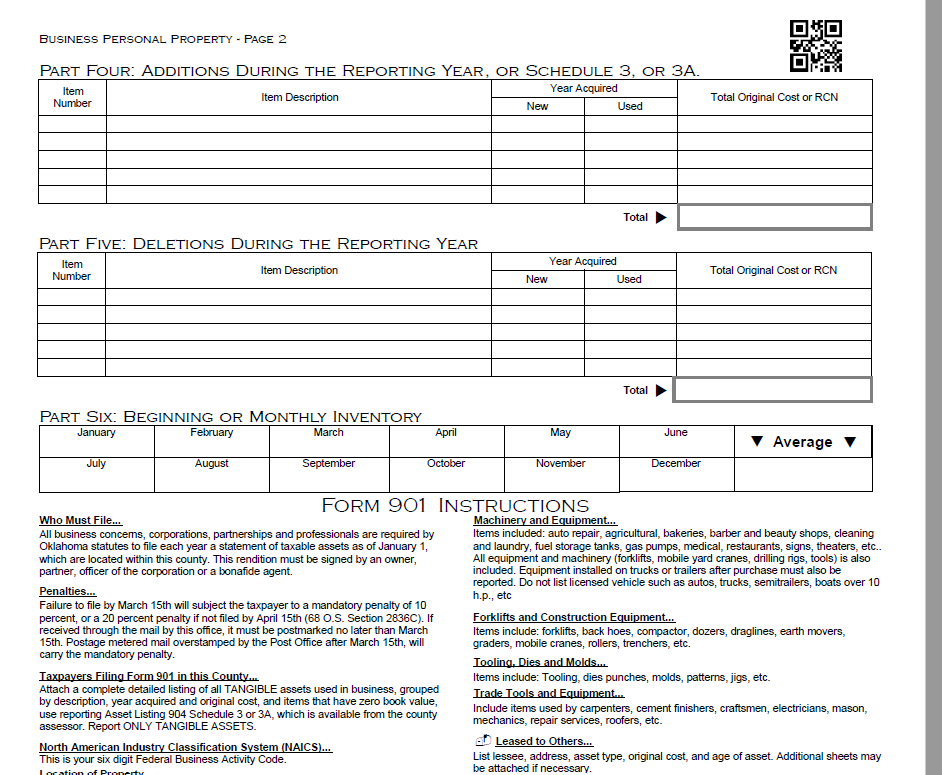 BUSINESS PERSONAL PROPERTY - PAGE 2
PART FOUR: ADDITIONS DURING THE REPORTING YEAR, OR SCHEDULE 3, OR 3A.
Item Number
Item Description
Year Acquired
New
Used
Total Original Cost or RCN
Total ▶
PART FIVE: DELETIONS DURING THE REPORTING YEAR
Item Number
Item Description
Year Acquired
New
Used
Total Original Cost or RCN
Total ▶
PART SIX: BEGINNING OR MONTHLY INVENTORY
January February March April May June ▼ Average ▼
July August September October November December
FORM 901 INSTRUCTIONS
Who Must File...
All business concerns, corporations, partnerships and professionals are required by
Oklahoma statutes to file each year a statement of taxable assets as of January 1,
which are located within this county. This rendition must be signed by an owner,
partner, officer of the corporation or a bonafide agent.
Penalties...
Failure to file by March 15th will subject the taxpayer to a mandatory penalty of 10
percent, or a 20 percent penalty if not filed by April 15th (68 O.S. Section 2836C). If
received through the mail by this office, it must be postmarked no later than March
15th. Postage metered mail overstamped by the Post Office after March 15th, will
carry the mandatory penalty.
Taxpayers Filing Form 901 in this County...
Attach a complete detailed listing of all TANGIBLE assets used in business, grouped
by description, year acquired and original cost, and items that have zero book value,
use reporting Asset Listing 904 Schedule 3 or 3A, which is available from the county
assessor. Report ONLY TANGIBLE ASSETS.
North American Industry Classification System (NAICS)...
This is your six digit Federal Business Activity Code.
Location of Property
Machinery and Equipment...
Items included: auto repair, agricultural, bakeries, barber and beauty shops, cleaning
and laundry, fuel storage tanks, gas pumps, medical, restaurants, signs, theaters, etc..
All equipment and machinery (forklifts, mobile yard cranes, drilling rigs, tools) is also
included. Equipment installed on trucks or trailers after purchase must also be
reported. Do not list licensed vehicle such as autos, trucks, semitrailers, boats over 10
h.p., etc
Forklifts and Construction Equipment...
Items include: forklifts, back hoes, compactor, dozers, draglines, earth movers,
graders, mobile cranes, rollers, trenchers, etc.
Tooling, Dies and Molds...
Items include: Tooling, dies punches, molds, patterns, jigs, etc.
Trade Tools and Equipment...
Include items used by carpenters, cement finishers, craftsmen, electricians, mason,
mechanics, repair services, roofers, etc.
Leased to Others...
List lessee, address, asset type, original cost, and age of asset. Additional sheets may
be attached if necessary.